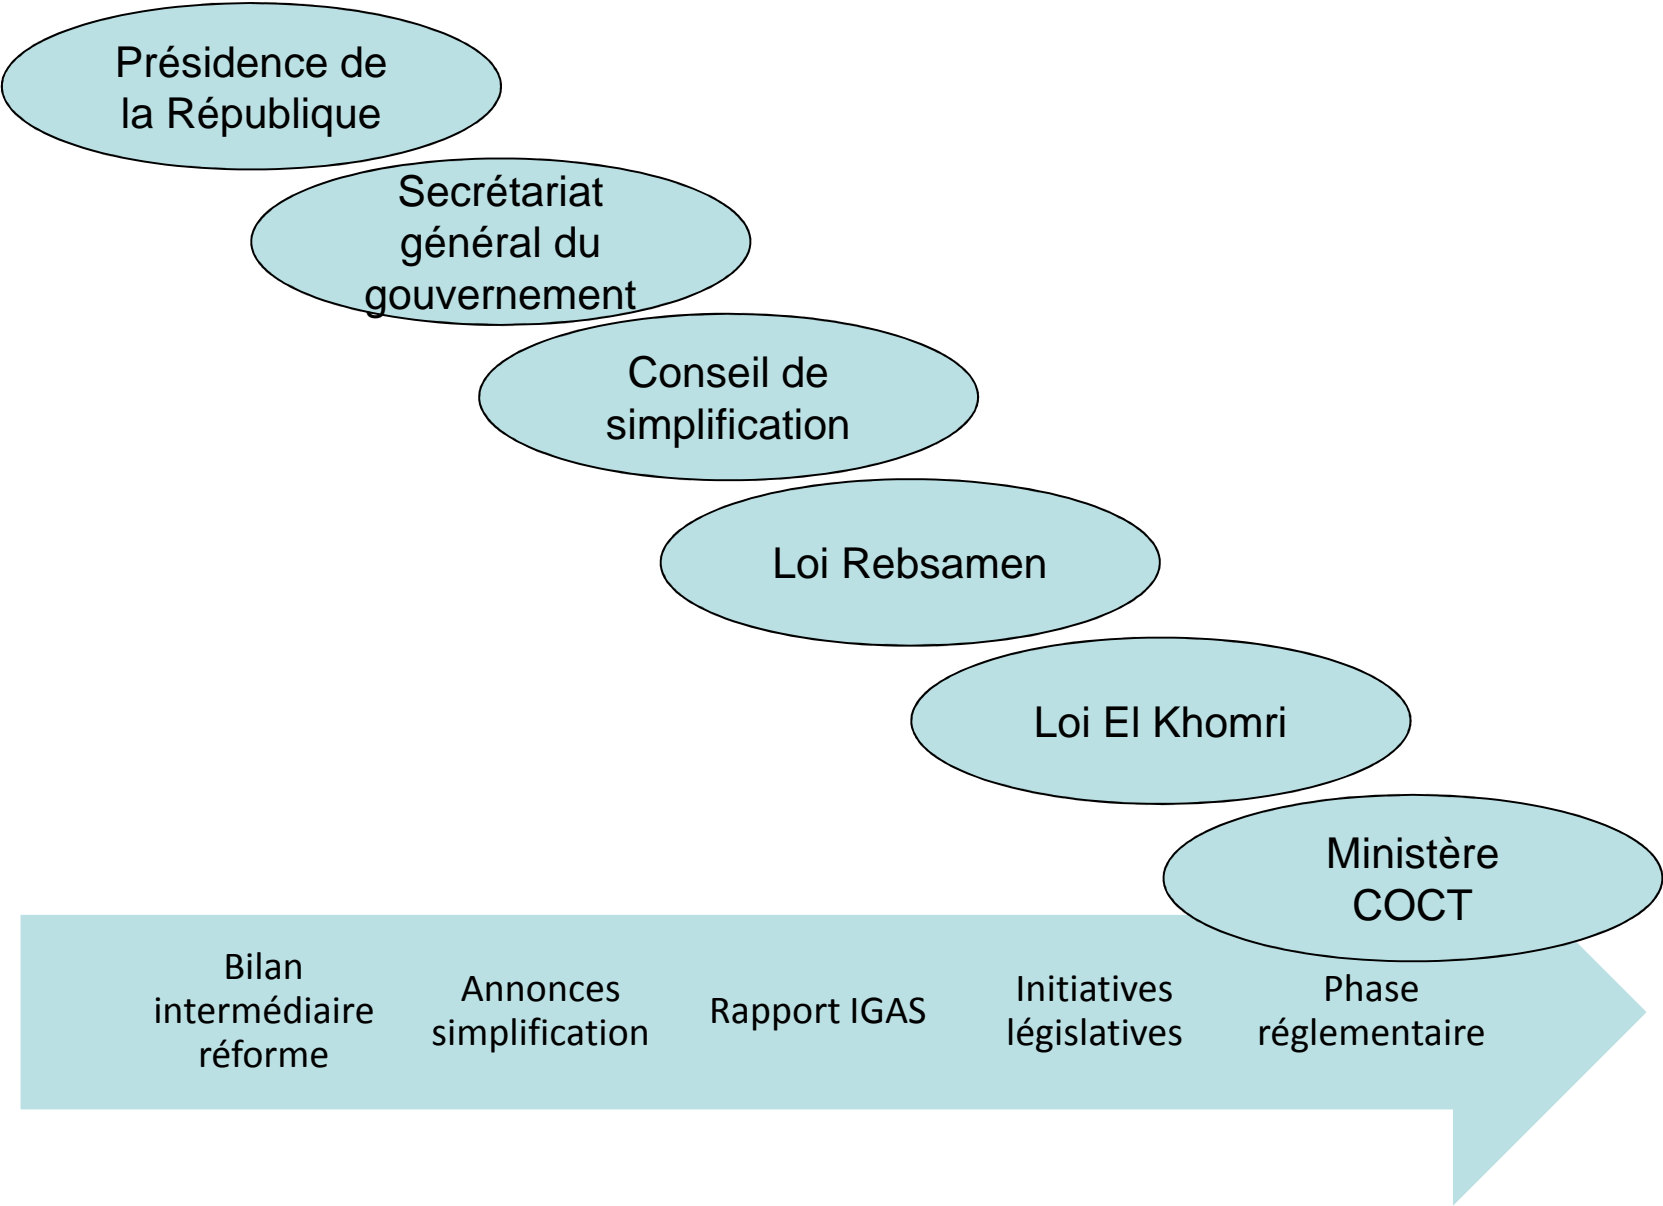 Présidence de
la République
Secrétariat
général du
gouvernement
Conseil de
simplification
Loi Rebsamen
Loi El Khomri
Ministère
COCT
Bilan
intermédiaire
réforme
Annonces
simplification
Rapport IGAS
Initiatives
législatives
Phase
réglementaire